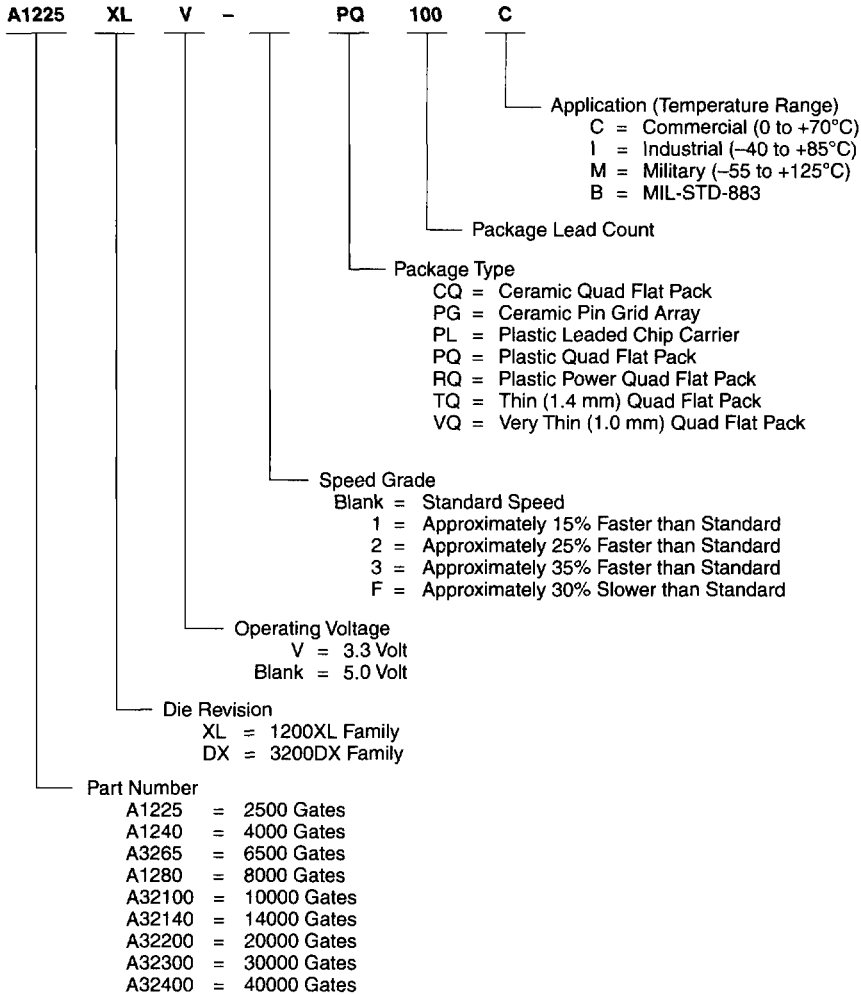 A1225 XL V – PQ 100 C
Application (Temperature Range)
C = Commercial (0 to +70°C)
I = Industrial (–40 to +85°C)
M = Military (–55 to +125°C)
B = MIL-STD-883
Package Lead Count
Package Type
CQ = Ceramic Quad Flat Pack
PG = Ceramic Pin Grid Array
PL = Plastic Leaded Chip Carrier
PQ = Plastic Quad Flat Pack
RQ = Plastic Power Quad Flat Pack
TQ = Thin (1.4 mm) Quad Flat Pack
VQ = Very Thin (1.0 mm) Quad Flat Pack
Speed Grade
Blank = Standard Speed
1 = Approximately 15% Faster than Standard
2 = Approximately 25% Faster than Standard
3 = Approximately 35% Faster than Standard
F = Approximately 30% Slower than Standard
Operating Voltage
V = 3.3 Volt
Blank = 5.0 Volt
Die Revision
XL = 1200XL Family
DX = 3200DX Family
Part Number
A1225 = 2500 Gates
A1240 = 4000 Gates
A3265 = 6500 Gates
A1280 = 8000 Gates
A32100 = 10000 Gates
A32140 = 14000 Gates
A32200 = 20000 Gates
A32300 = 30000 Gates
A32400 = 40000 Gates